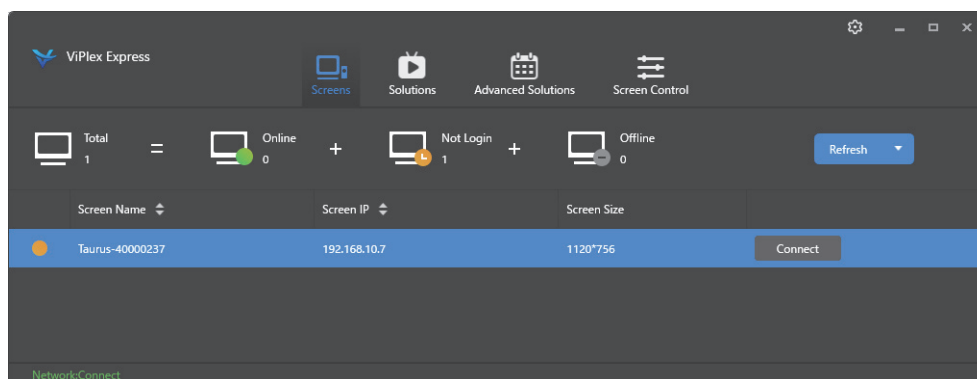 ViPlex Express
Screens Solutions Advanced Solutions Screen Control
Total Online Not Login Offline
1 = 0 + 1 + 0
Refresh
Screen Name Screen IP Screen Size
Taurus-40000237 192.168.10.7 1120*756 Connect
Network:Connect